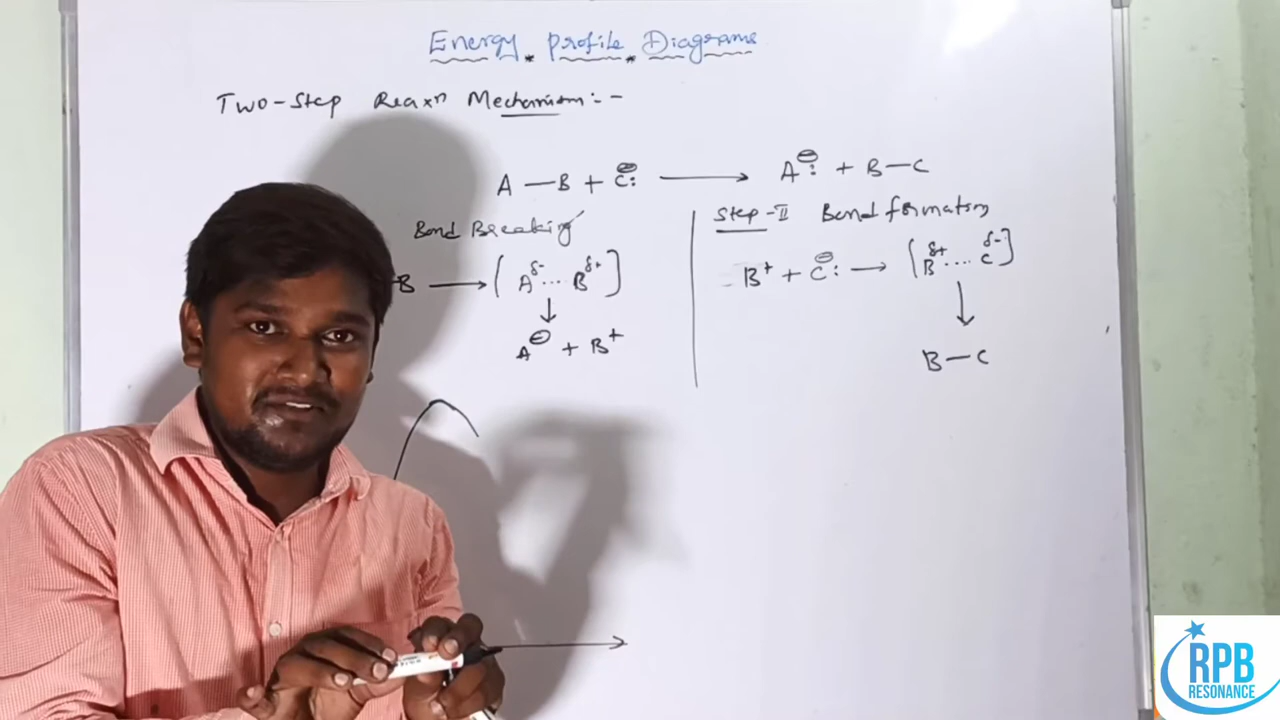 Energy Profile Diagrams
Two-Step Reaxn Mechanism:-
A—B + C⊖: ⟶ A⊖: + B—C
Bond Breaking
B ⟶ [Aδ- .... Bδ+]
↓
A⊖ + B+
Step-II Bond formation
B+ + C⊖: ⟶ [Bδ+ .... Cδ-]
↓
B—C
RPB
RESONANCE